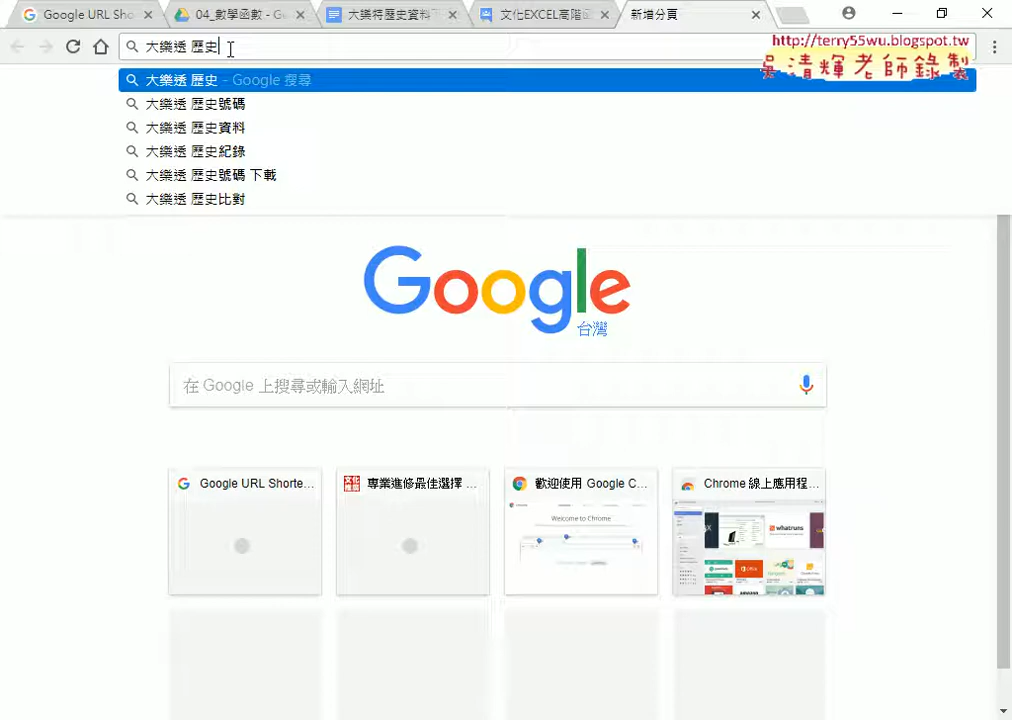 Google URL Sho
04_數學函數 - G
大樂符歷史資料
文化EXCEL高階函
新增分頁
大樂透 歷史
http://terry55wu.blogspot.tw
吳清輝老師錄製
大樂透 歷史 - Google 搜尋
大樂透 歷史號碼
大樂透 歷史資料
大樂透 歷史紀錄
大樂透 歷史號碼 下載
大樂透 歷史比對
Google
台灣
在 Google 上搜尋或輸入網址
Google URL Shorte...
專業進修最佳選擇 ...
歡迎使用 Google C...
Chrome 線上應用程...
Welcome to Chrome
whatruns